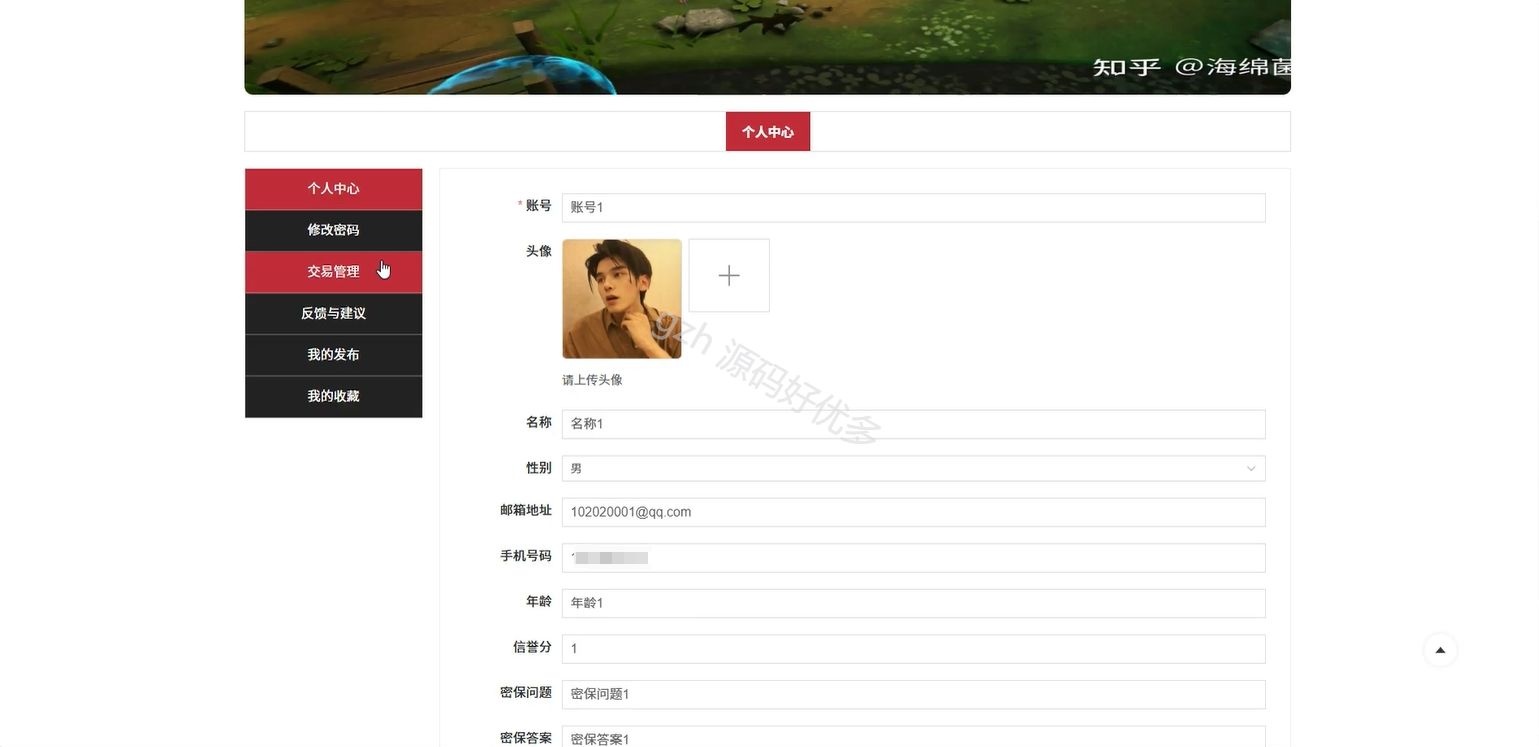 知乎 @海绵菌
个人中心
个人中心
修改密码
交易管理
反馈与建议
我的发布
我的收藏
* 账号
账号1
头像
请上传头像
gzh 源码好优多
名称
名称1
性别
男
邮箱地址
102020001@qq.com
手机号码
年龄
年龄1
信誉分
1
密保问题
密保问题1
密保答案
密保答案1